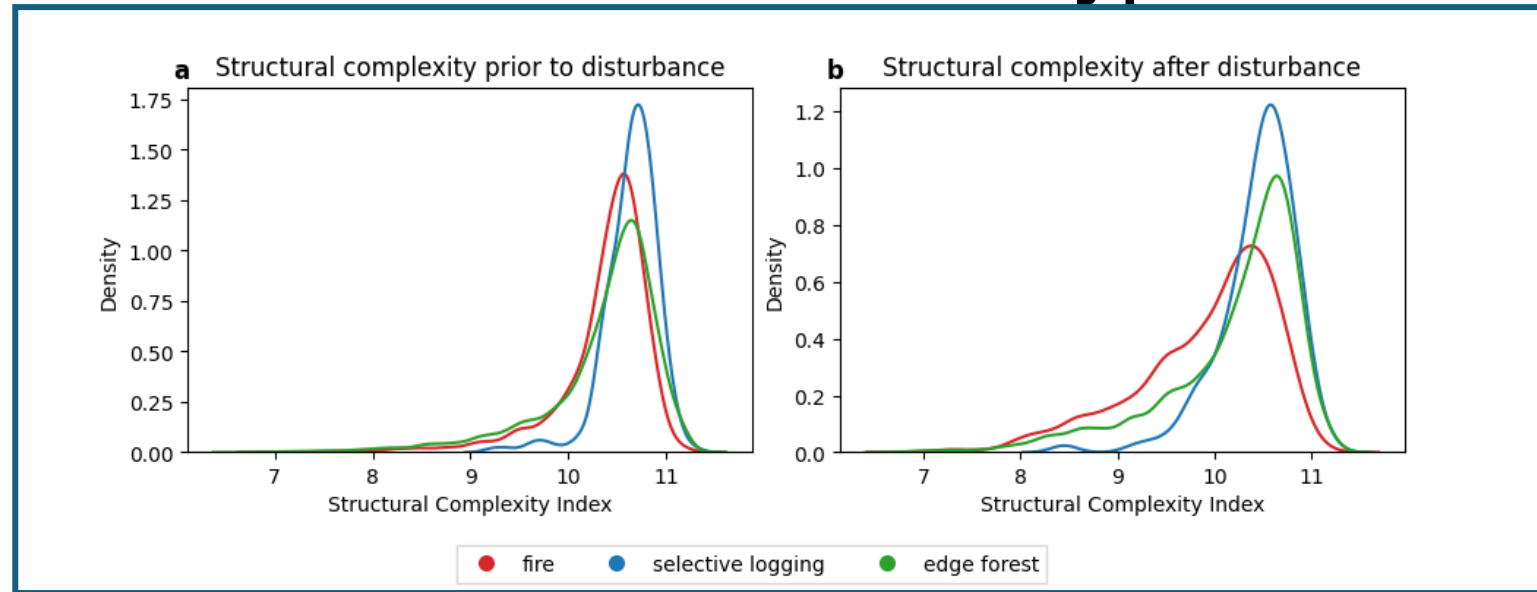 a Structural complexity prior to disturbance
1.75
1.50
1.25
1.00
0.75
0.50
0.25
0.00
Density
7 8 9 10 11
Structural Complexity Index
b Structural complexity after disturbance
1.2
1.0
0.8
0.6
0.4
0.2
0.0
Density
7 8 9 10 11
Structural Complexity Index
fire selective logging edge forest